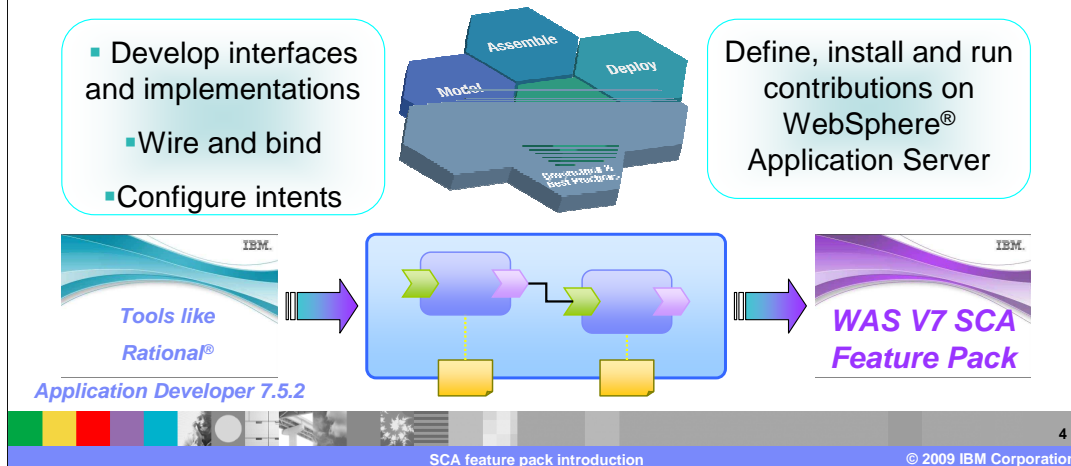 ▪ Develop interfaces
and implementations
▪Wire and bind
▪Configure intents
Model
Assemble
Deploy
Define, install and run
contributions on
WebSphere®
Application Server
IBM.
Tools like
Rational®
Application Developer 7.5.2
IBM.
WAS V7 SCA
Feature Pack
4
SCA feature pack introduction
© 2009 IBM Corporation